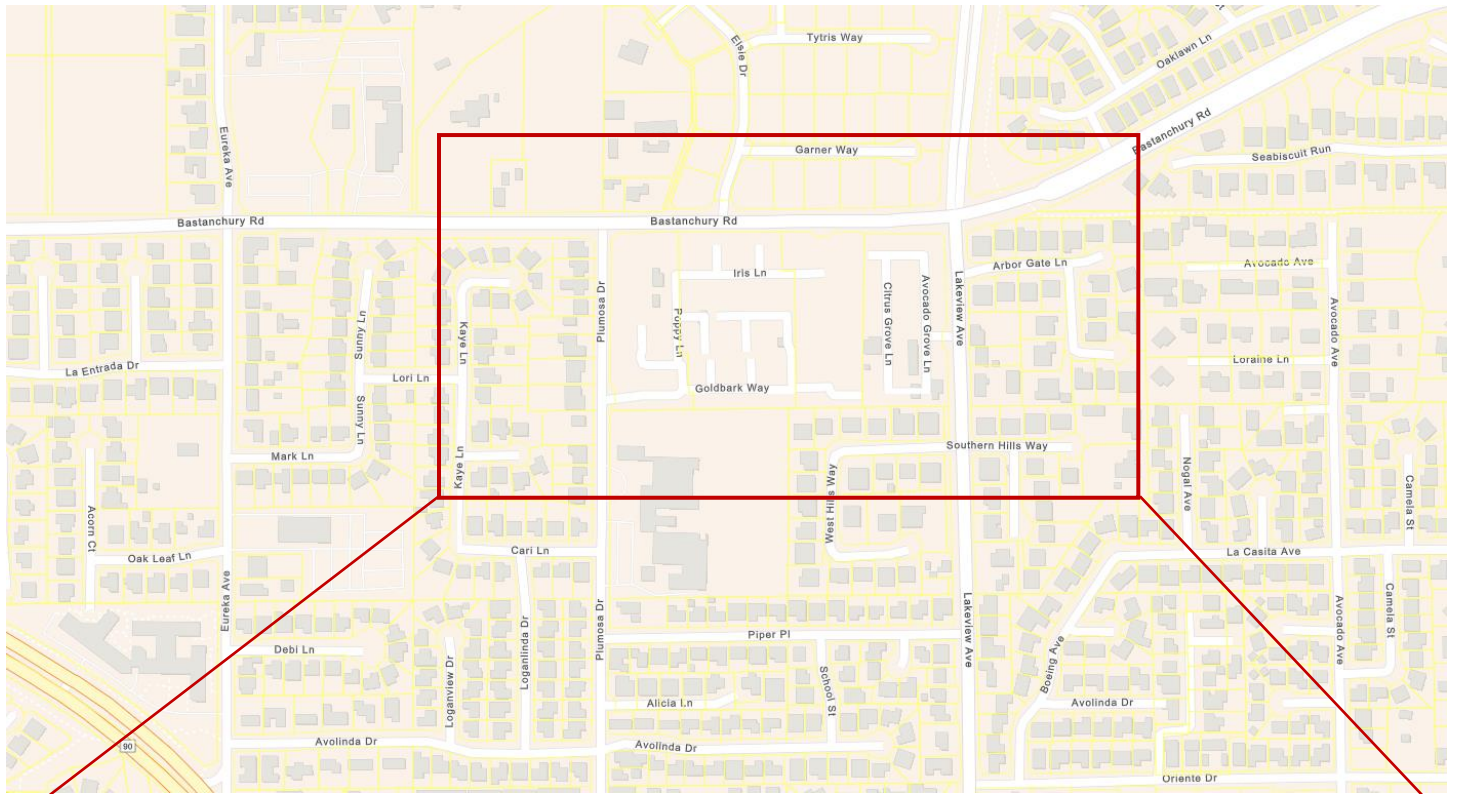 Tytris Way
Elsie Dr
Oaklawn Ln
Bastanchury Rd
Garner Way
Seabiscuit Run
Eureka Ave
Bastanchury Rd
Bastanchury Rd
Arbor Gate Ln
Avocado Ave
Iris Ln
Sunny Ln
Kaye Ln
Plumosa Dr
Poppy Ln
Citrus Grove Ln
Avocado Grove Ln
Lakeview Ave
Avocado Ave
La Entrada Dr
Lori Ln
Goldbark Way
Loraine Ln
Sunny Ln
Mark Ln
Kaye Ln
Southern Hills Way
West Hills Way
Nogal Ave
Camela St
Acorn Ct
Oak Leaf Ln
Cari Ln
La Casita Ave
Eureka Ave
Plumosa Dr
Lakeview Ave
Avocado Ave
Camela St
Debi Ln
Loganlinda Dr
Piper Pl
Loganview Dr
School St
Boeing Ave
Alicia Ln
Avolinda Dr
90
Avolinda Dr
Avolinda Dr
Oriente Dr